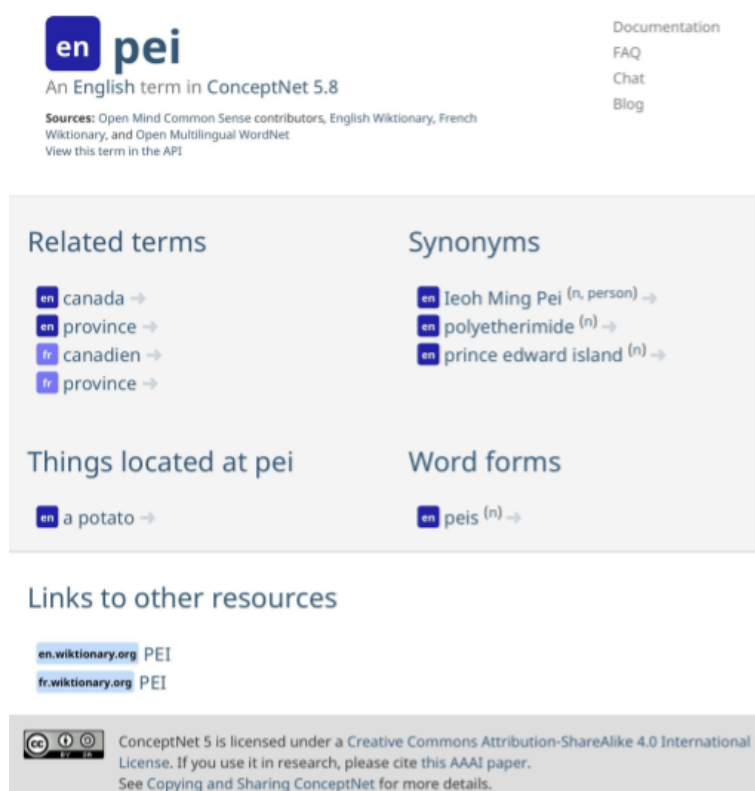 en pei
An English term in ConceptNet 5.8
Sources: Open Mind Common Sense contributors, English Wiktionary, French
Wiktionary, and Open Multilingual WordNet
View this term in the API
Documentation
FAQ
Chat
Blog
Related terms
en canada →
en province →
fr canadien →
fr province →
Synonyms
en Ieoh Ming Pei (n, person) →
en polyetherimide (n) →
en prince edward island (n) →
Things located at pei
en a potato →
Word forms
en peis (n) →
Links to other resources
en.wiktionary.org PEI
fr.wiktionary.org PEI
cc BY SA
ConceptNet 5 is licensed under a Creative Commons Attribution-ShareAlike 4.0 International
License. If you use it in research, please cite this AAAI paper.
See Copying and Sharing ConceptNet for more details.